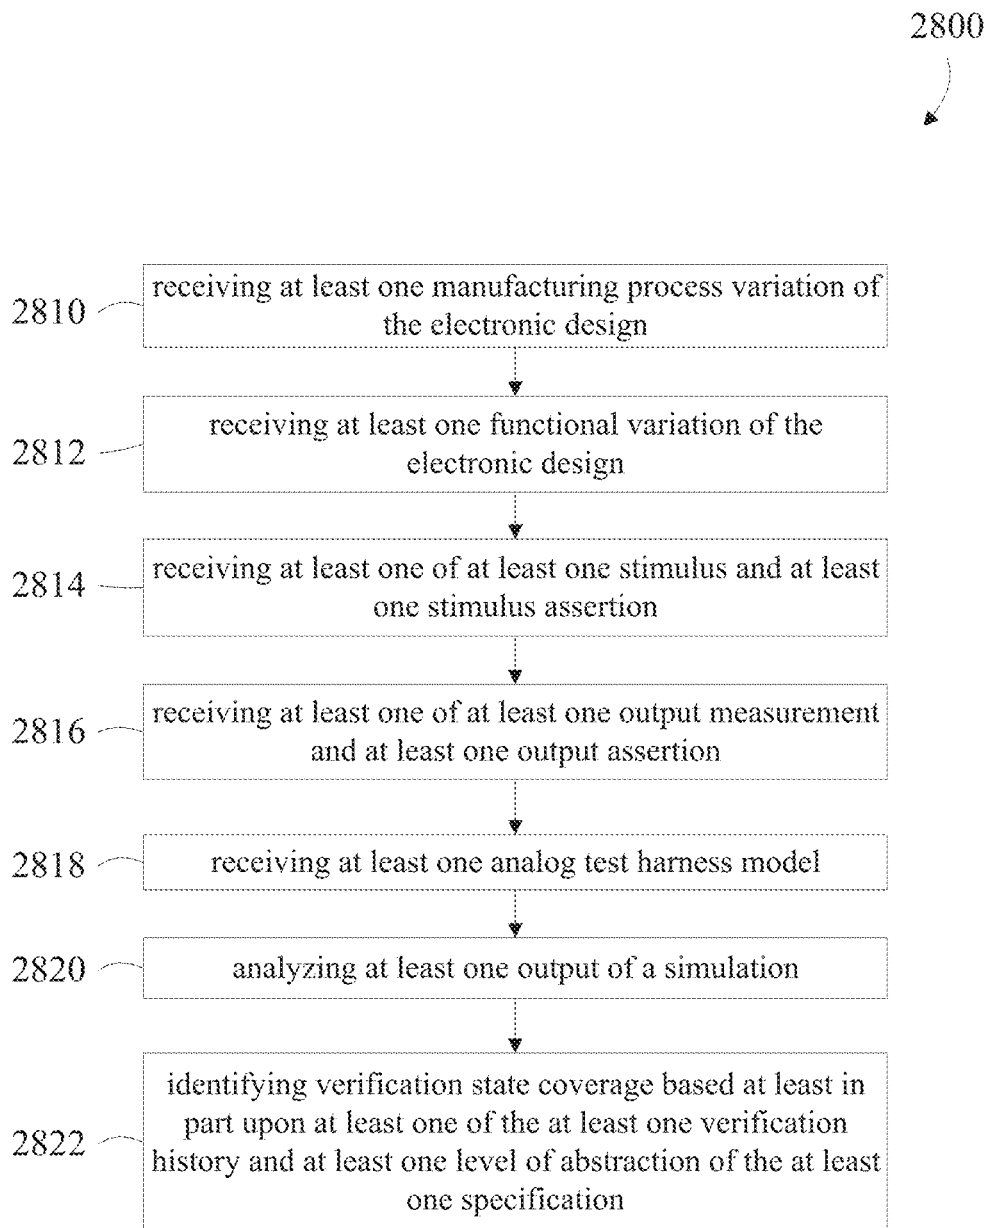 2800
2810
receiving at least one manufacturing process variation of
the electronic design
2812
receiving at least one functional variation of the
electronic design
2814
receiving at least one of at least one stimulus and at least
one stimulus assertion
2816
receiving at least one of at least one output measurement
and at least one output assertion
2818
receiving at least one analog test harness model
2820
analyzing at least one output of a simulation
2822
identifying verification state coverage based at least in
part upon at least one of the at least one verification
history and at least one level of abstraction of the at least
one specification